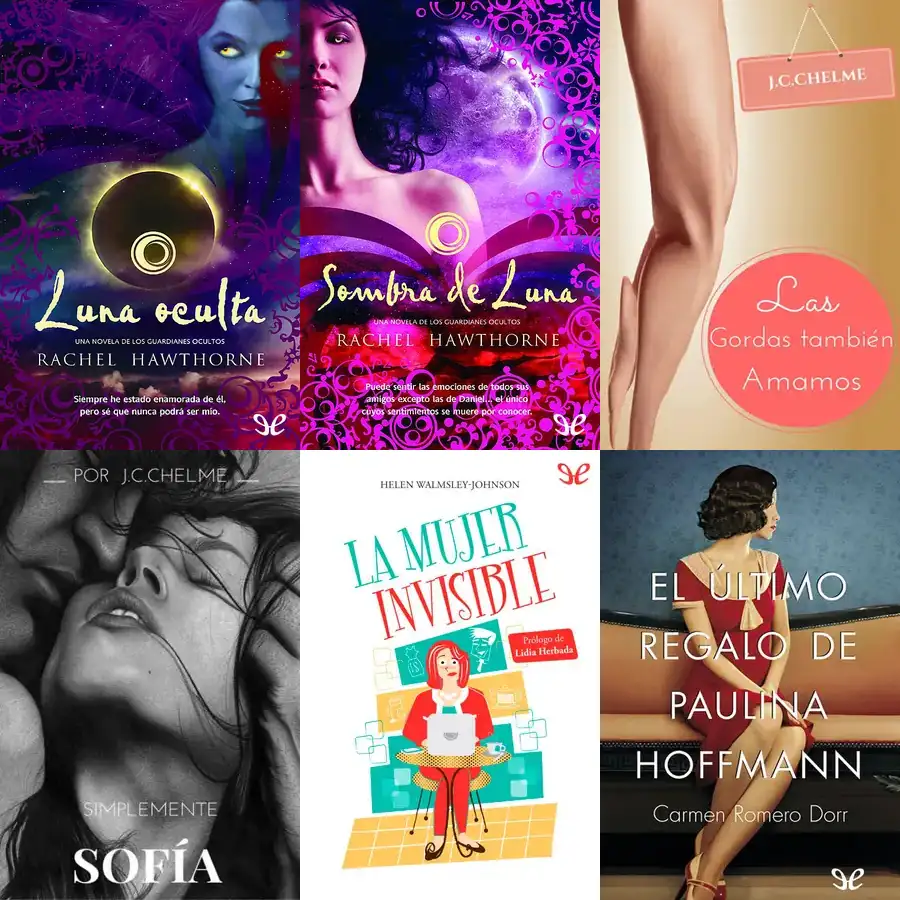 Luna oculta
UNA NOVELA DE LOS GUARDIANES OCULTOS
RACHEL HAWTHORNE
Siempre he estado enamorada de él,
pero sé que nunca podrá ser mío.
Sombra de Luna
UNA NOVELA DE LOS GUARDIANES OCULTOS
RACHEL HAWTHORNE
Puede sentir las emociones de todos sus
amigos excepto las de Daniel... el único
cuyos sentimientos se muere por conocer.
J.C.CHELME
Las
Gordas también
Amamos
POR J.C.CHELME
SIMPLEMENTE
SOFÍA
HELEN WALMSLEY-JOHNSON
LA MUJER
INVISIBLE
Prólogo de
Lidia Herbada
EL ÚLTIMO
REGALO DE
PAULINA
HOFFMANN
Carmen Romero Dorr